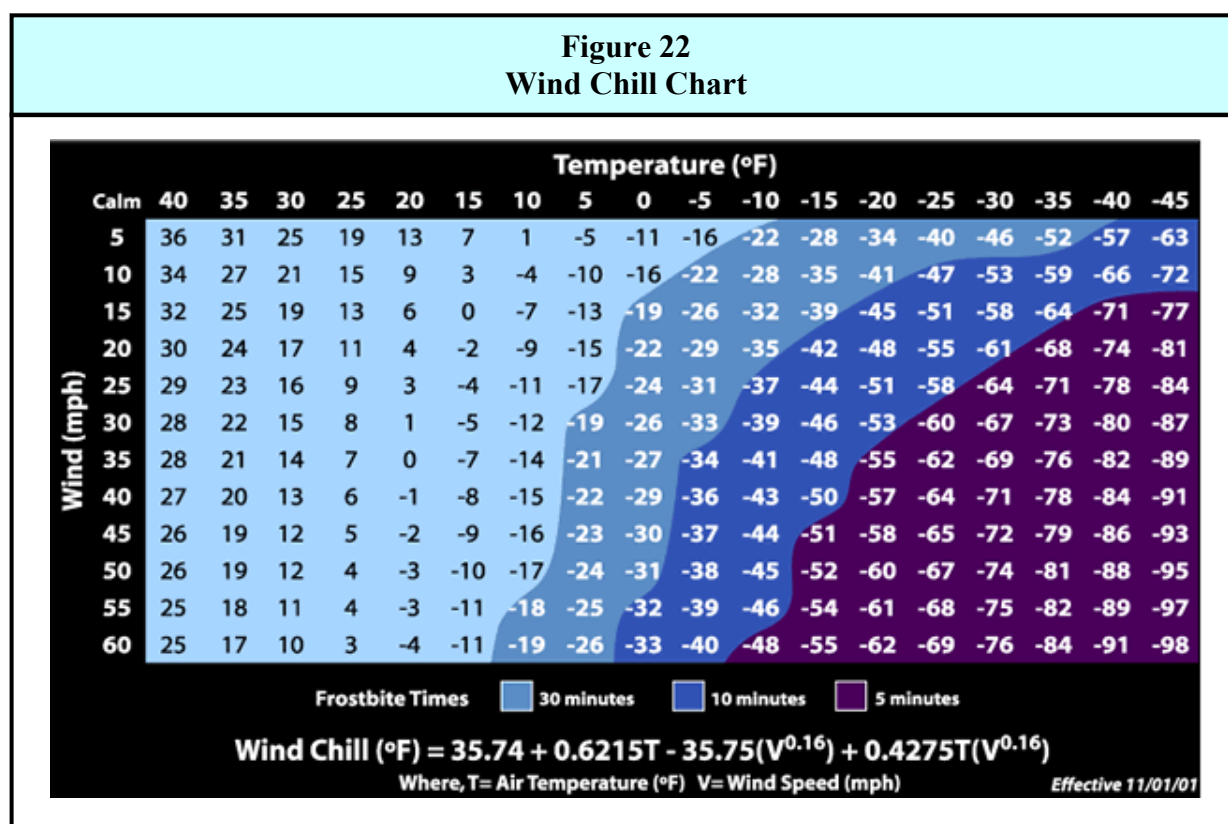 Figure 22
Wind Chill Chart
Temperature (ºF)
Calm 40 35 30 25 20 15 10 5 0 -5 -10 -15 -20 -25 -30 -35 -40 -45
5 36 31 25 19 13 7 1 -5 -11 -16 -22 -28 -34 -40 -46 -52 -57 -63
10 34 27 21 15 9 3 -4 -10 -16 -22 -28 -35 -41 -47 -53 -59 -66 -72
15 32 25 19 13 6 0 -7 -13 -19 -26 -32 -39 -45 -51 -58 -64 -71 -77
20 30 24 17 11 4 -2 -9 -15 -22 -29 -35 -42 -48 -55 -61 -68 -74 -81
25 29 23 16 9 3 -4 -11 -17 -24 -31 -37 -44 -51 -58 -64 -71 -78 -84
30 28 22 15 8 1 -5 -12 -19 -26 -33 -39 -46 -53 -60 -67 -73 -80 -87
35 28 21 14 7 0 -7 -14 -21 -27 -34 -41 -48 -55 -62 -69 -76 -82 -89
40 27 20 13 6 -1 -8 -15 -22 -29 -36 -43 -50 -57 -64 -71 -78 -84 -91
45 26 19 12 5 -2 -9 -16 -23 -30 -37 -44 -51 -58 -65 -72 -79 -86 -93
50 26 19 12 4 -3 -10 -17 -24 -31 -38 -45 -52 -60 -67 -74 -81 -88 -95
55 25 18 11 4 -3 -11 -18 -25 -32 -39 -46 -54 -61 -68 -75 -82 -89 -97
60 25 17 10 3 -4 -11 -19 -26 -33 -40 -48 -55 -62 -69 -76 -84 -91 -98
Wind (mph)
Frostbite Times 30 minutes 10 minutes 5 minutes
Wind Chill (ºF) = 35.74 + 0.6215T - 35.75(V^0.16) + 0.4275T(V^0.16)
Where, T= Air Temperature (ºF) V= Wind Speed (mph) Effective 11/01/01